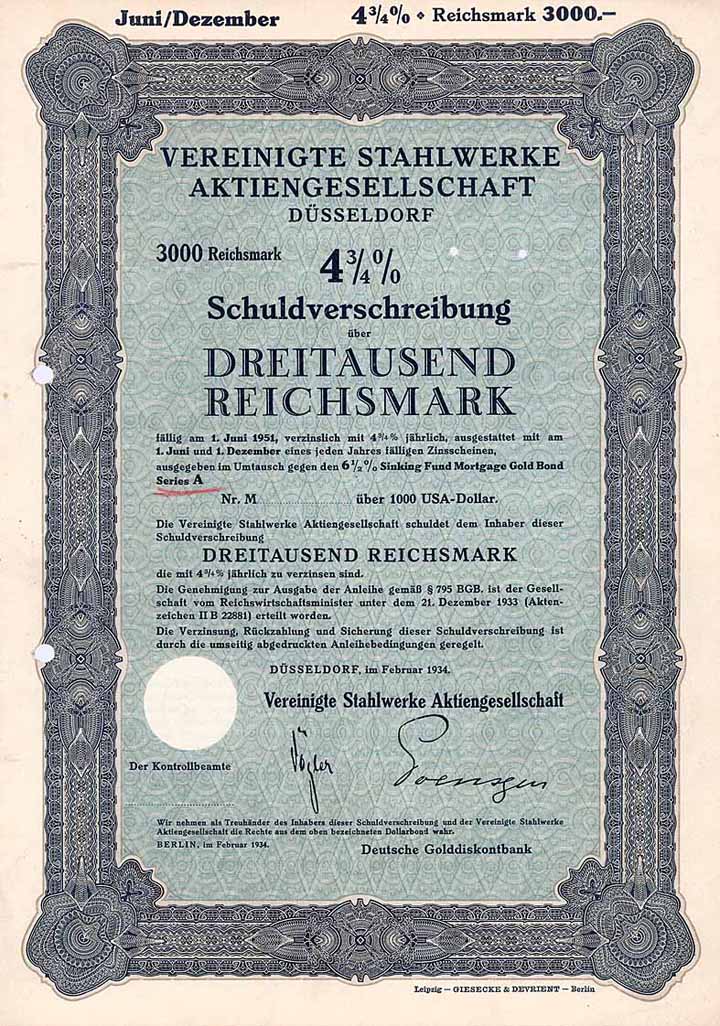 Juni/Dezember 4¾% ⋄ Reichsmark 3000.—
VEREINIGTE STAHLWERKE
AKTIENGESELLSCHAFT
DÜSSELDORF
3000 Reichsmark 4¾%
Schuldverschreibung
über
DREITAUSEND
REICHSMARK
fällig am 1. Juni 1951, verzinslich mit 4¾% jährlich, ausgestattet mit am
1. Juni und 1. Dezember eines jeden Jahres fälligen Zinsscheinen,
ausgegeben im Umtausch gegen den 6½% Sinking Fund Mortgage Gold Bond
Series A
Nr. M.................... über 1000 USA-Dollar.
Die Vereinigte Stahlwerke Aktiengesellschaft schuldet dem Inhaber dieser
Schuldverschreibung
DREITAUSEND REICHSMARK
die mit 4¾% jährlich zu verzinsen sind.
Die Genehmigung zur Ausgabe der Anleihe gemäß § 795 BGB. ist der Gesell-
schaft vom Reichswirtschaftsminister unter dem 21. Dezember 1933 (Akten-
zeichen II B 22881) erteilt worden.
Die Verzinsung, Rückzahlung und Sicherung dieser Schuldverschreibung ist
durch die umseitig abgedruckten Anleihebedingungen geregelt.
DÜSSELDORF, im Februar 1934.
Vereinigte Stahlwerke Aktiengesellschaft
Vögler Poensgen
Der Kontrollbeamte
Wir nehmen als Treuhänder des Inhabers dieser Schuldverschreibung und der Vereinigte Stahlwerke
Aktiengesellschaft die Rechte aus dem oben bezeichneten Dollarbond wahr.
BERLIN, im Februar 1934.
Deutsche Golddiskontbank
Leipzig — GIESECKE & DEVRIENT — Berlin